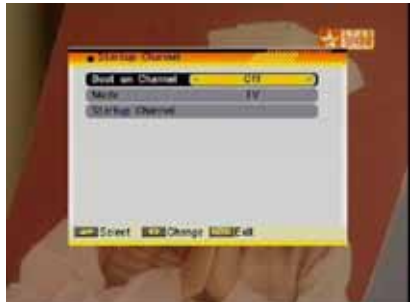 Startup Channel
Boot on Channel Off
Mode TV
Startup Channel
Select Change Exit